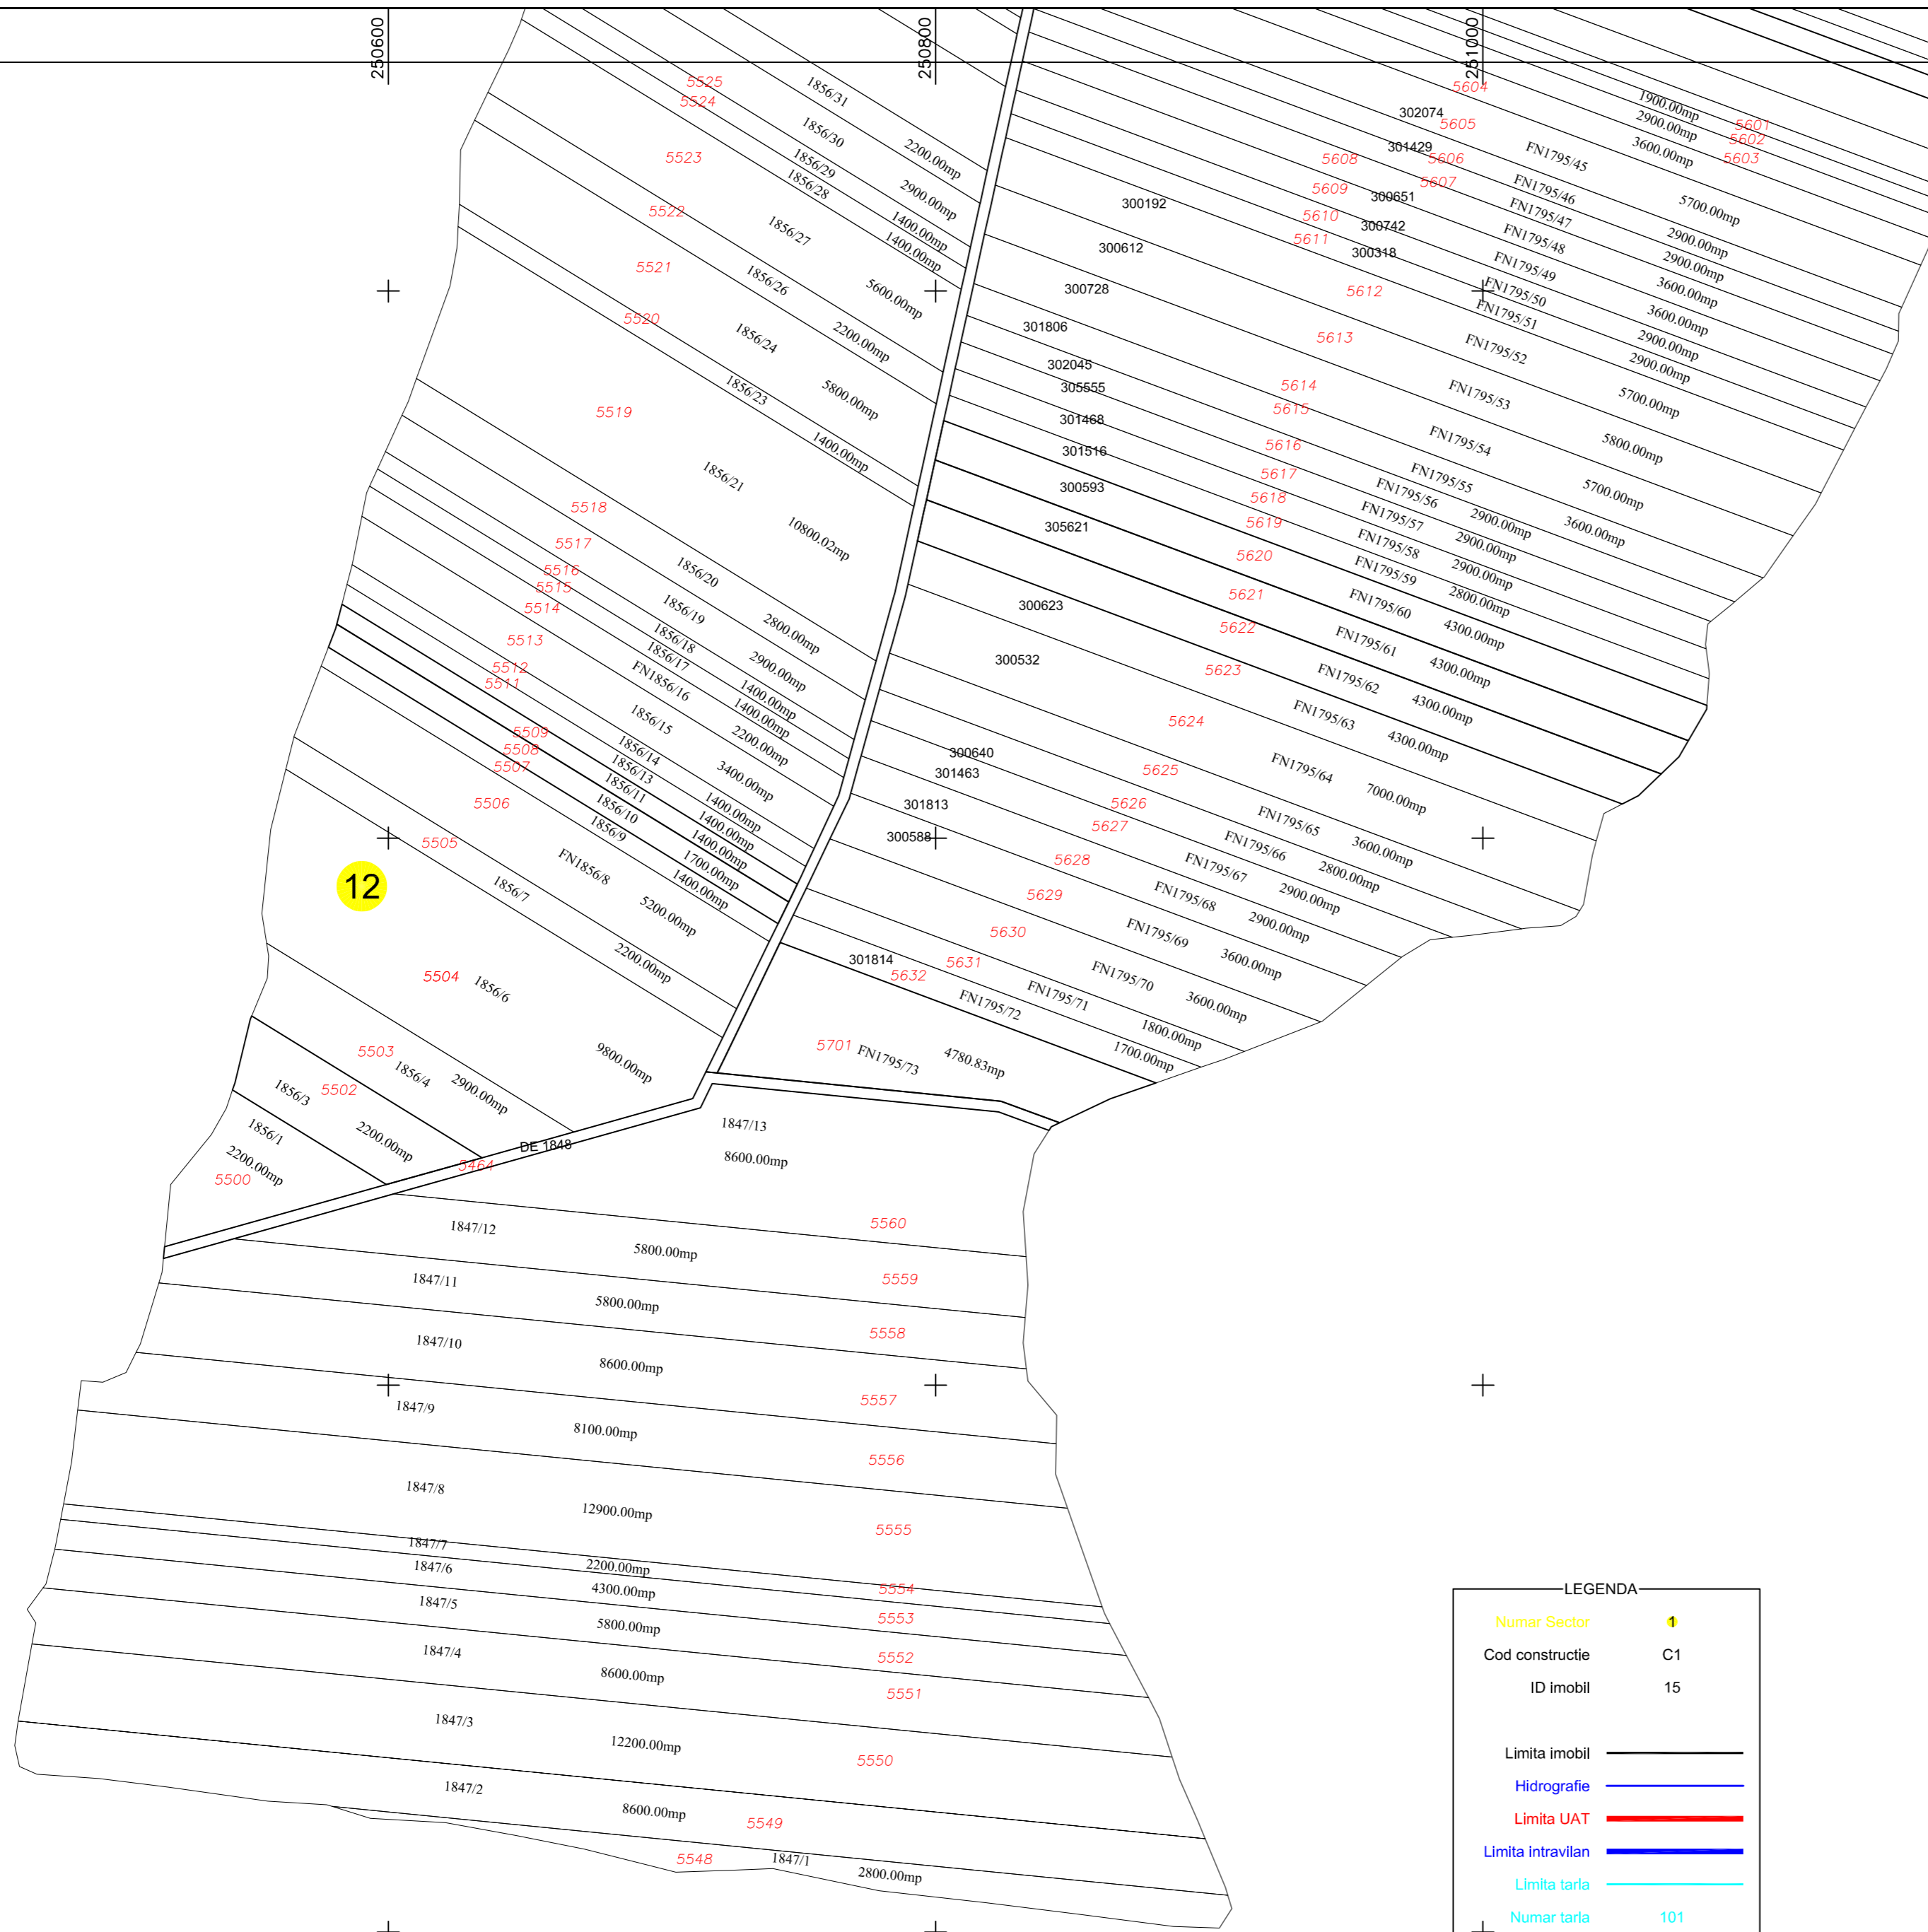 250600
250800
251000
5525
5524
5523
5522
5521
5520
5519
5518
5517
5516
5515
5514
5513
5512
5511
5509
5508
5507
5506
5505
5504
5503
5502
5500
5464
1856/31
2200.00mp
1856/30
2900.00mp
1856/29
1400.00mp
1856/28
1400.00mp
1856/27
5600.00mp
1856/26
2200.00mp
1856/24
5800.00mp
1856/23
1400.00mp
1856/21
10800.02mp
1856/20
2800.00mp
1856/19
2900.00mp
1856/18
1400.00mp
1856/17
1400.00mp
FN1856/16
2200.00mp
1856/15
3400.00mp
1856/14
1400.00mp
1856/13
1400.00mp
1856/11
1400.00mp
1856/10
1700.00mp
1856/9
1400.00mp
FN1856/8
5200.00mp
1856/7
2200.00mp
1856/6
9800.00mp
1856/4
2900.00mp
1856/3
2200.00mp
1856/1
2200.00mp
12
DE 1848
5604
1900.00mp
5601
2900.00mp
5602
3600.00mp
5603
302074
5605
FN1795/45
5700.00mp
301429
5606
FN1795/46
2900.00mp
5607
FN1795/47
2900.00mp
5608
300651
FN1795/48
3600.00mp
5609
300742
FN1795/49
3600.00mp
5610
300318
FN1795/50
2900.00mp
5611
FN1795/51
2900.00mp
300192
5612
FN1795/52
5700.00mp
300612
5613
FN1795/53
5800.00mp
300728
5614
FN1795/54
5700.00mp
301806
5615
FN1795/55
3600.00mp
302045
5616
FN1795/56
2900.00mp
305555
5617
FN1795/57
2900.00mp
301468
5618
FN1795/58
2900.00mp
301516
5619
FN1795/59
2800.00mp
300593
5620
FN1795/60
4300.00mp
305621
5621
FN1795/61
4300.00mp
5622
FN1795/62
4300.00mp
300623
5623
FN1795/63
4300.00mp
300532
5624
FN1795/64
7000.00mp
5625
FN1795/65
3600.00mp
300640
5626
FN1795/66
2800.00mp
301463
5627
FN1795/67
2900.00mp
301813
5628
FN1795/68
2900.00mp
300588
5629
FN1795/69
3600.00mp
5630
FN1795/70
3600.00mp
5631
FN1795/71
1800.00mp
301814
5632
FN1795/72
1700.00mp
5701
FN1795/73
4780.83mp
1847/13
8600.00mp
5560
1847/12
5800.00mp
5559
1847/11
5800.00mp
5558
1847/10
8600.00mp
5557
1847/9
8100.00mp
5556
1847/8
12900.00mp
5555
1847/7
2200.00mp
5554
1847/6
4300.00mp
5553
1847/5
5800.00mp
5552
1847/4
8600.00mp
5551
1847/3
12200.00mp
5550
1847/2
8600.00mp
5549
5548
1847/1
2800.00mp
LEGENDA
Numar Sector 1
Cod constructie C1
ID imobil 15
Limita imobil
Hidrografie
Limita UAT
Limita intravilan
Limita tarla
Numar tarla 101